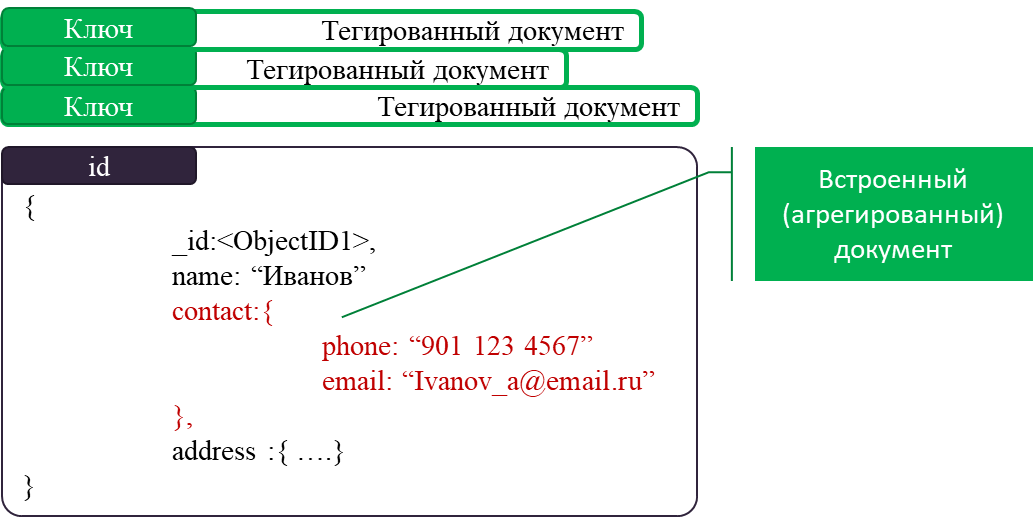 Ключ Тегированный документ
Ключ Тегированный документ
Ключ Тегированный документ
id
{
_id:<ObjectID1>,
name: “Иванов”
contact:{
phone: “901 123 4567”
email: “Ivanov_a@email.ru”
},
address :{ ….}
}
Встроенный
(агрегированный)
документ